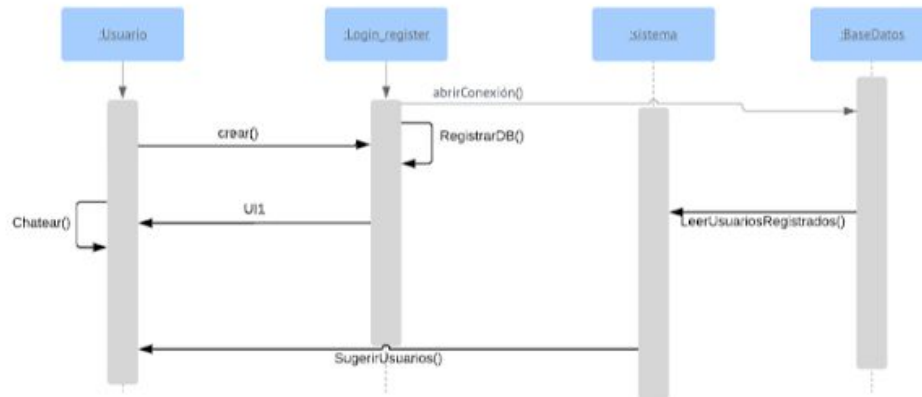 :Usuario
:Login_register
:sistema
:BaseDatos
abrirConexión()
crear()
RegistrarDB()
Chatear()
UI1
LeerUsuariosRegistrados()
SugerirUsuarios()